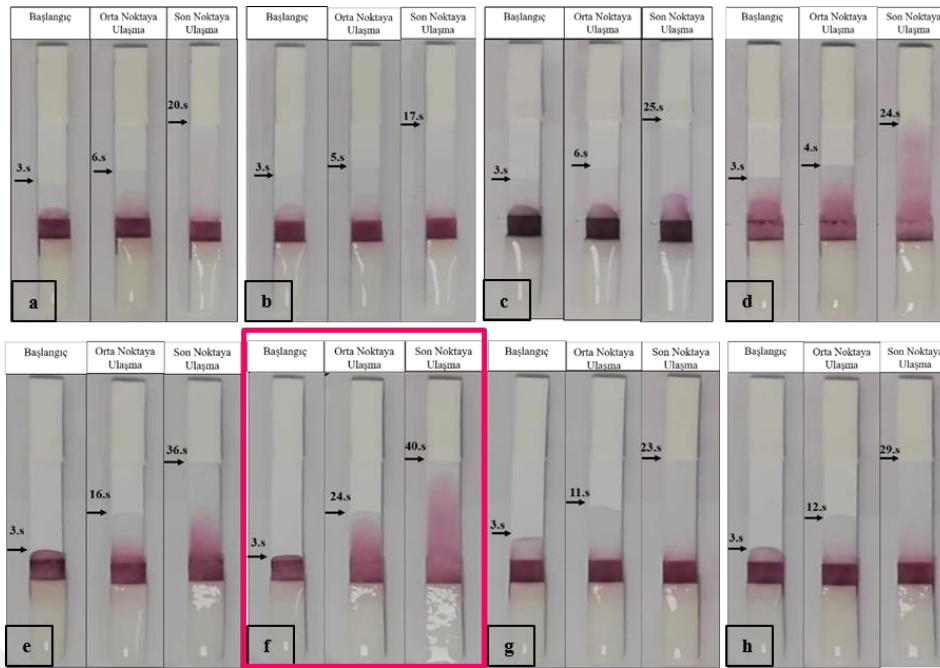 Başlangıç
Orta Noktaya
Ulaşma
Son Noktaya
Ulaşma
3.s
6.s
20.s
a
Başlangıç
Orta Noktaya
Ulaşma
Son Noktaya
Ulaşma
3.s
5.s
17.s
b
Başlangıç
Orta Noktaya
Ulaşma
Son Noktaya
Ulaşma
3.s
6.s
25.s
c
Başlangıç
Orta Noktaya
Ulaşma
Son Noktaya
Ulaşma
3.s
4.s
24.s
d
Başlangıç
Orta Noktaya
Ulaşma
Son Noktaya
Ulaşma
3.s
16.s
36.s
e
Başlangıç
Orta Noktaya
Ulaşma
Son Noktaya
Ulaşma
3.s
24.s
40.s
f
Başlangıç
Orta Noktaya
Ulaşma
Son Noktaya
Ulaşma
3.s
11.s
23.s
g
Başlangıç
Orta Noktaya
Ulaşma
Son Noktaya
Ulaşma
3.s
12.s
29.s
h